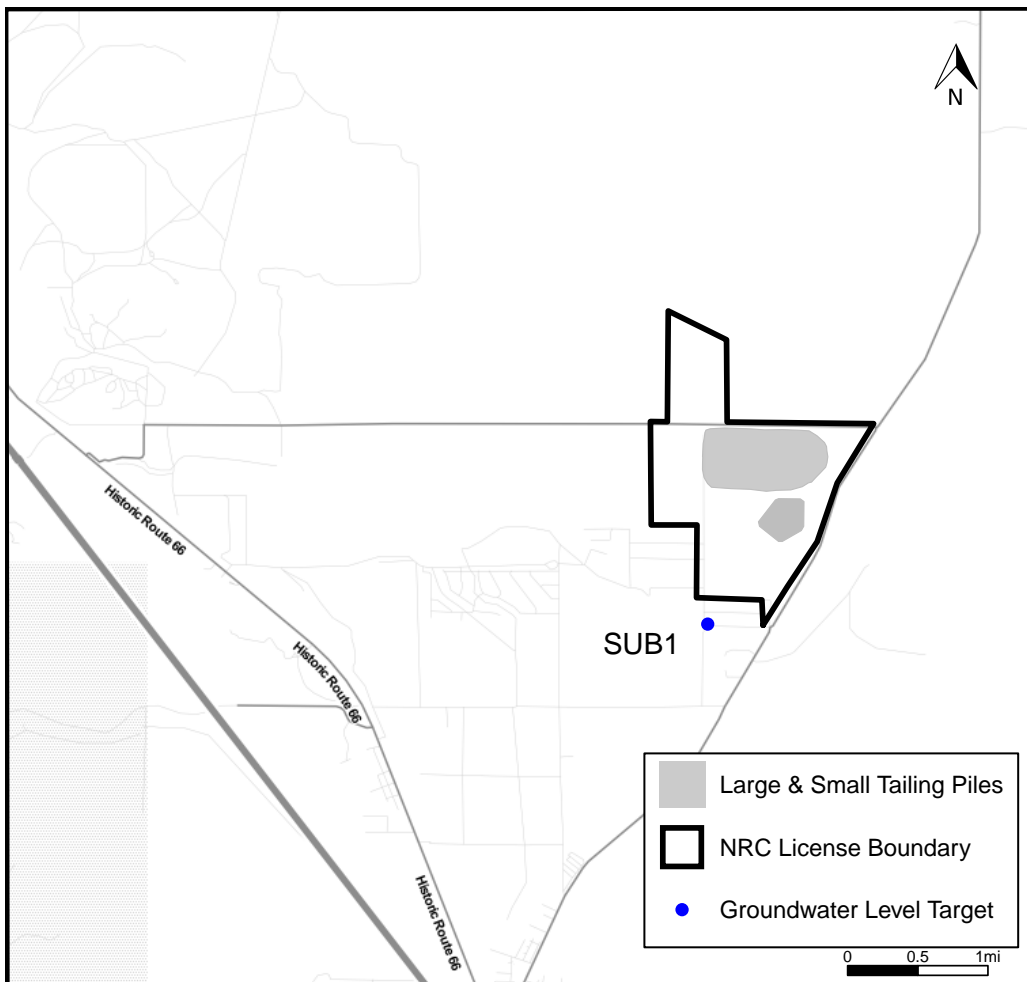 N
Historic Route 66
Historic Route 66
SUB1
Historic Route 66
Large & Small Tailing Piles
NRC License Boundary
Groundwater Level Target
0 0.5 1mi